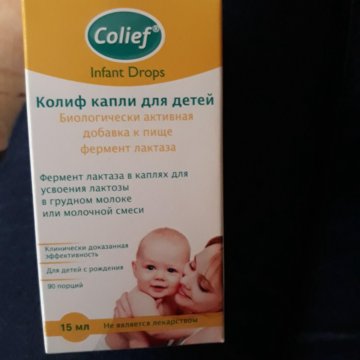 Colief®
Infant Drops
Колиф капли для детей
Биологически активная
добавка к пище
фермент лактаза
Фермент лактаза в каплях для
усвоения лактозы
в грудном молоке
или молочной смеси
Клинически доказанная
эффективность
Для детей с рождения
90 порций
15 мл
Не является лекарством